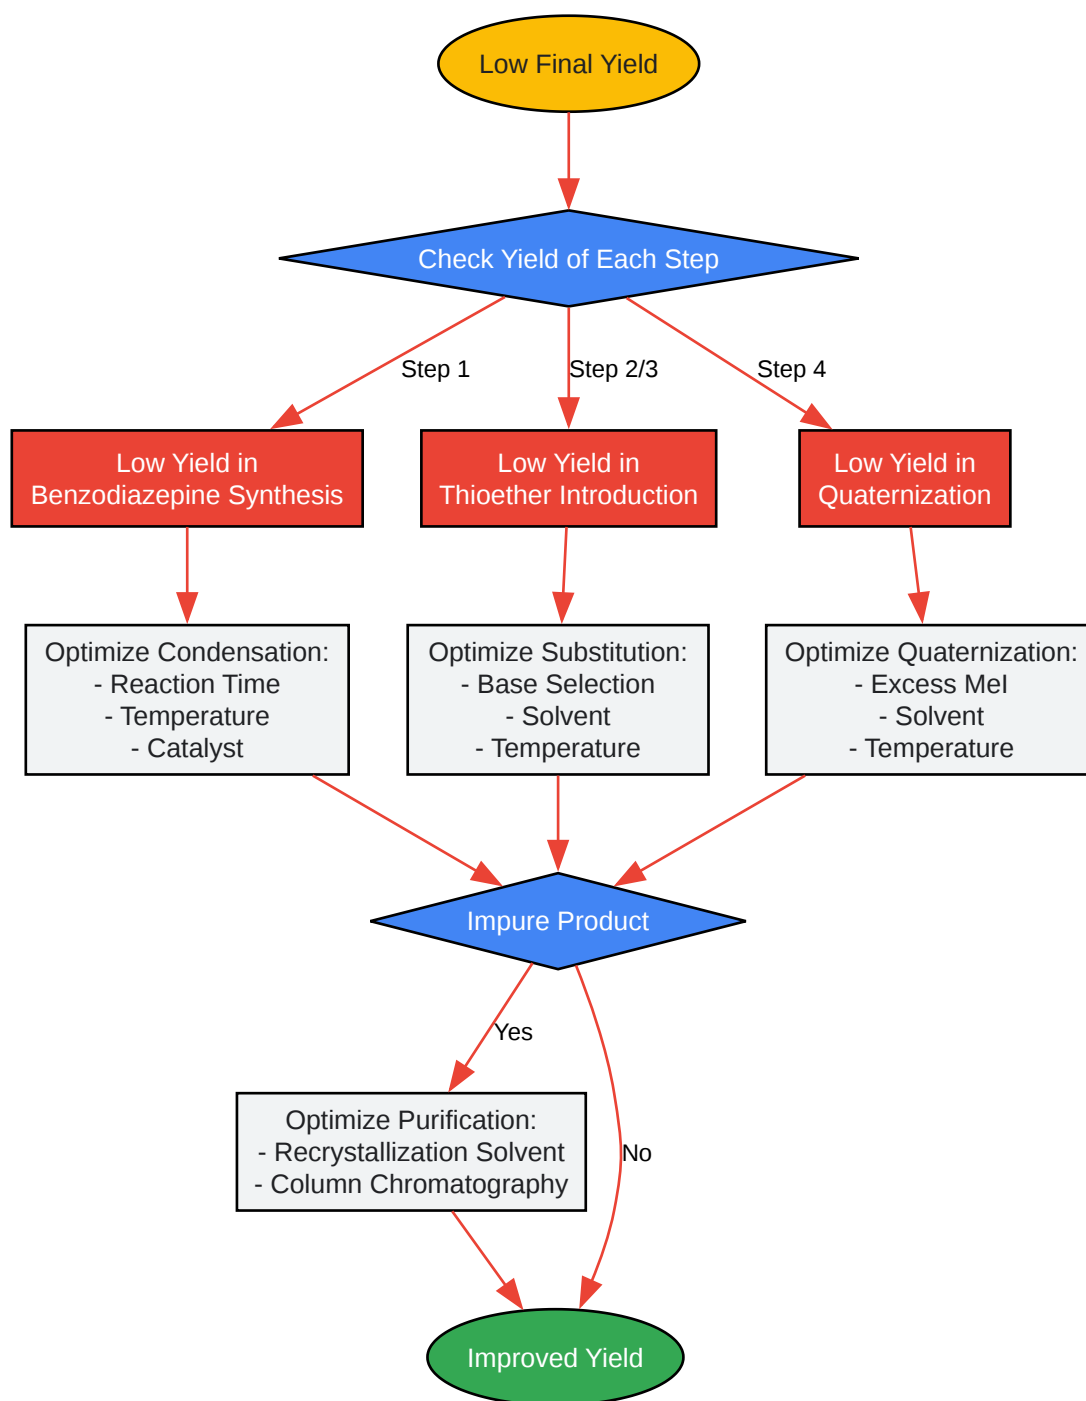 Low Final Yield
Check Yield of Each Step
Step 1
Step 2/3
Step 4
Low Yield in
Benzodiazepine Synthesis
Low Yield in
Thioether Introduction
Low Yield in
Quaternization
Optimize Condensation:
- Reaction Time
- Temperature
- Catalyst
Optimize Substitution:
- Base Selection
- Solvent
- Temperature
Optimize Quaternization:
- Excess MeI
- Solvent
- Temperature
Impure Product
Yes
Optimize Purification:
- Recrystallization Solvent
- Column Chromatography
No
Improved Yield